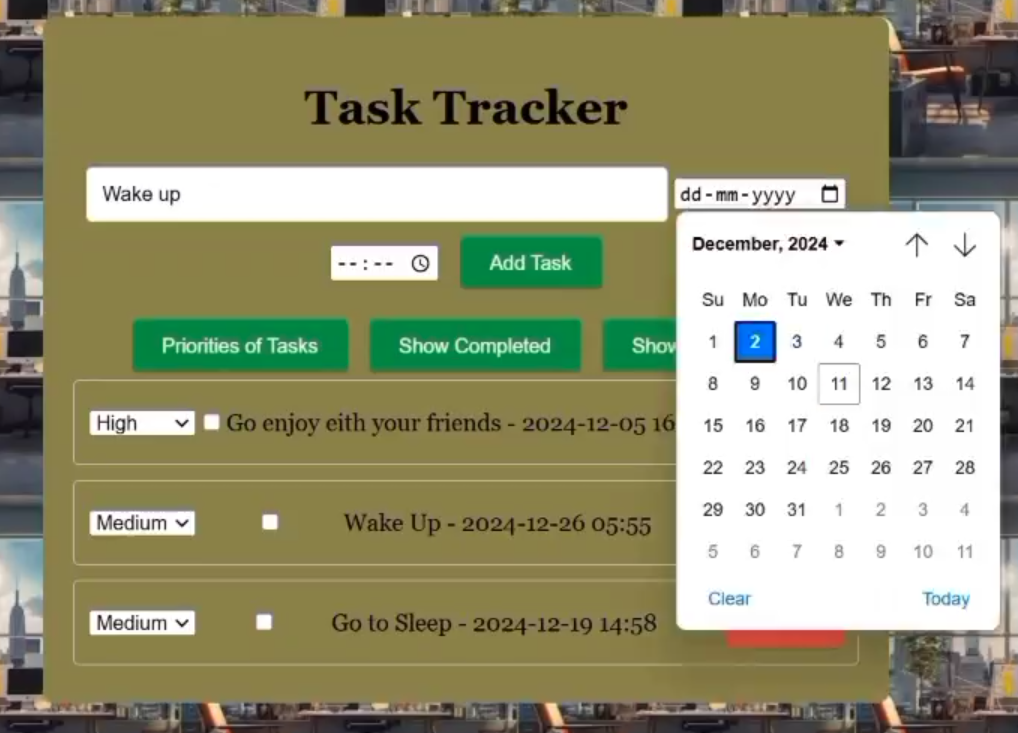 Task Tracker
Wake up
dd-mm-yyyy
--:--
Add Task
Priorities of Tasks
Show Completed
Show
High
Go enjoy eith your friends - 2024-12-05 16
Medium
Wake Up - 2024-12-26 05:55
Medium
Go to Sleep - 2024-12-19 14:58
December, 2024
Su Mo Tu We Th Fr Sa
1 2 3 4 5 6 7
8 9 10 11 12 13 14
15 16 17 18 19 20 21
22 23 24 25 26 27 28
29 30 31 1 2 3 4
5 6 7 8 9 10 11
Clear Today